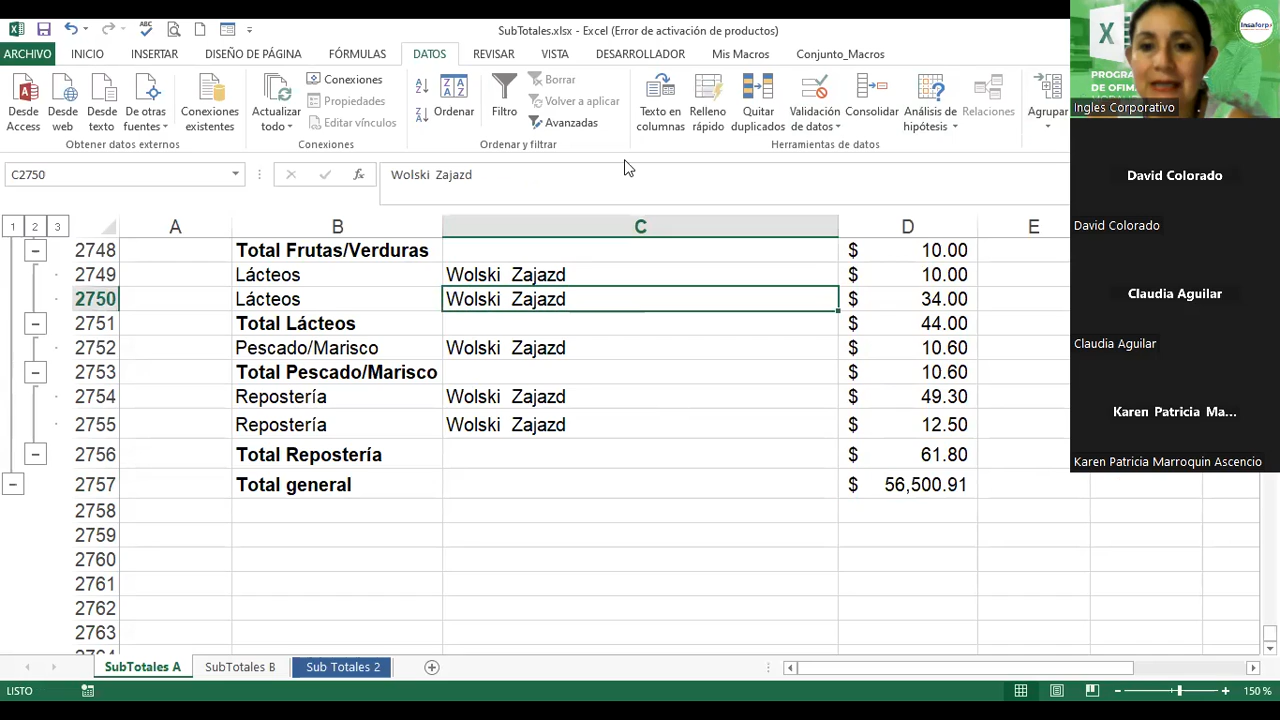 SubTotales.xlsx - Excel (Error de activación de productos)
ARCHIVO INICIO INSERTAR DISEÑO DE PÁGINA FÓRMULAS DATOS REVISAR VISTA DESARROLLADOR Mis Macros Conjunto_Macros
Desde Access
Desde web
Desde texto
De otras fuentes
Conexiones existentes
Actualizar todo
Conexiones
Propiedades
Editar vínculos
Ordenar
Filtro
Borrar
Volver a aplicar
Avanzadas
Texto en columnas
Relleno rápido
Quitar duplicados
Validación de datos
Consolidar
Análisis de hipótesis
Relaciones
Agrupar
Obtener datos externos Conexiones Ordenar y filtrar Herramientas de datos
C2750 fx Wolski Zajazd
1 2 3 A B C D E
2748 Total Frutas/Verduras $ 10.00
2749 Lácteos Wolski Zajazd $ 10.00
2750 Lácteos Wolski Zajazd $ 34.00
2751 Total Lácteos $ 44.00
2752 Pescado/Marisco Wolski Zajazd $ 10.60
2753 Total Pescado/Marisco $ 10.60
2754 Repostería Wolski Zajazd $ 49.30
2755 Repostería Wolski Zajazd $ 12.50
2756 Total Repostería $ 61.80
2757 Total general $ 56,500.91
2758
2759
2760
2761
2762
2763
SubTotales A SubTotales B Sub Totales 2
LISTO 150 %
Insaforp
Ingles Corporativo
David Colorado
David Colorado
Claudia Aguilar
Claudia Aguilar
Karen Patricia Ma...
Karen Patricia Marroquin Ascencio